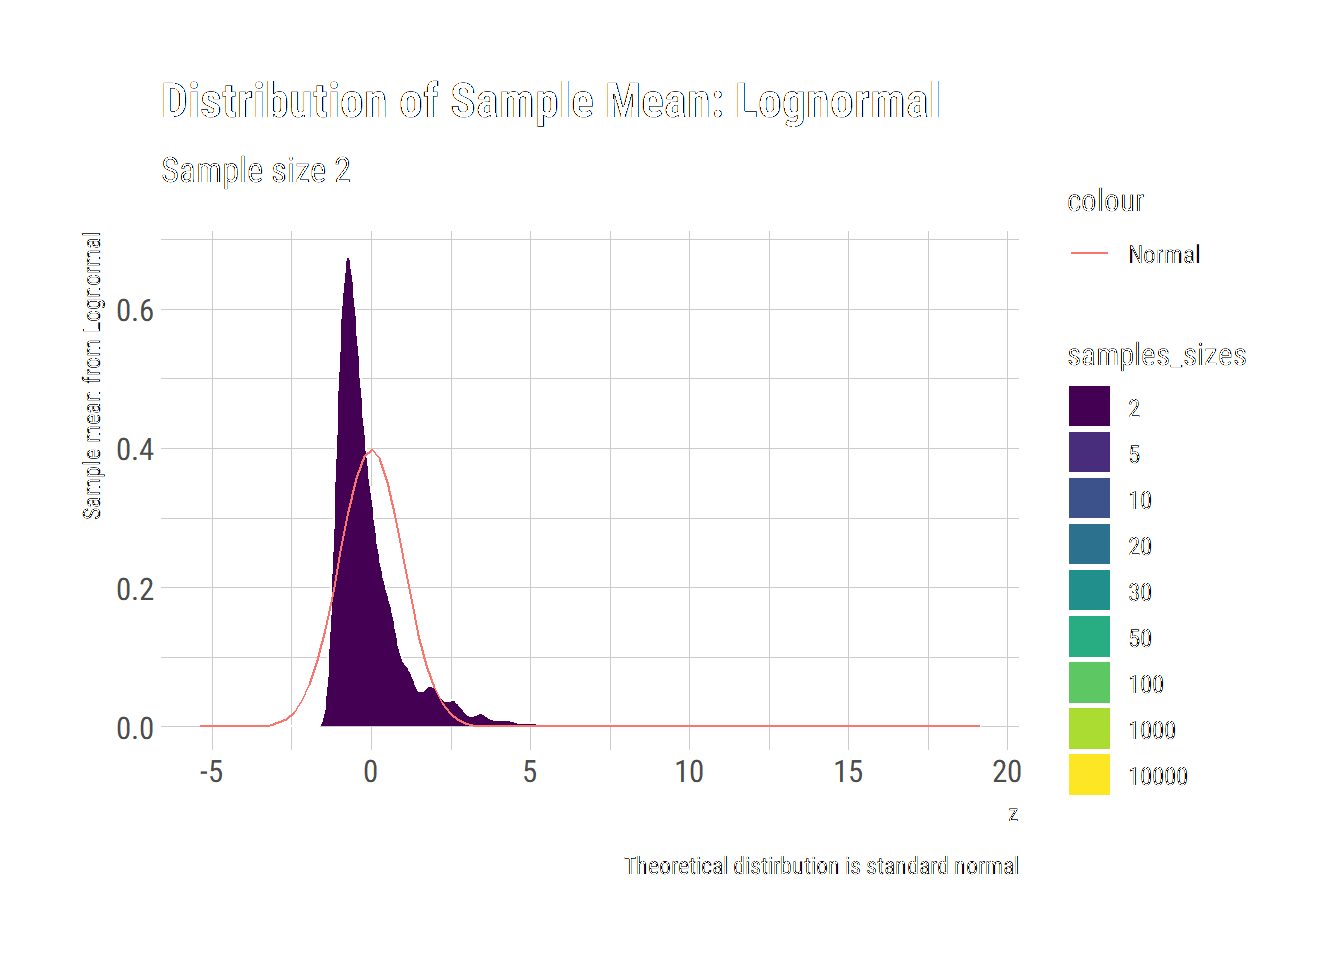 Distribution of Sample Mean: Lognormal
Sample size 2
Sample mean from Lognormal
0.6
0.4
0.2
0.0
-5 0 5 10 15 20
z
Theoretical distirbution is standard normal
colour
Normal
samples_sizes
2
5
10
20
30
50
100
1000
10000